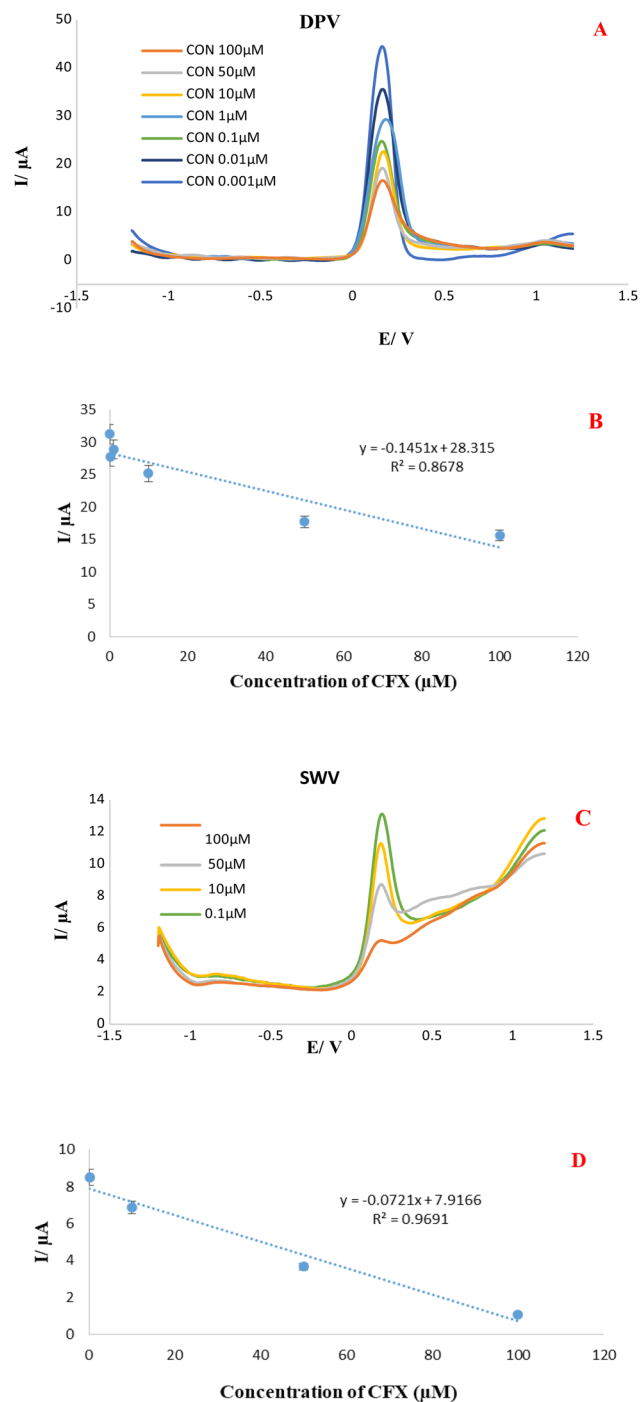 DPV
A
50
40
30
20
10
0
-10
I/ µA
CON 100µM
CON 50µM
CON 10µM
CON 1µM
CON 0.1µM
CON 0.01µM
CON 0.001µM
-1.5 -1 -0.5 0 0.5 1 1.5
E/ V
B
35
30
25
20
15
10
5
0
I/ µA
y = -0.1451x + 28.315
R² = 0.8678
0 20 40 60 80 100 120
Concentration of CFX (µM)
SWV
C
14
12
10
8
6
4
2
0
I/ µA
100µM
50µM
10µM
0.1µM
-1.5 -1 -0.5 0 0.5 1 1.5
E/ V
D
10
8
6
4
2
0
I/ µA
y = -0.0721x + 7.9166
R² = 0.9691
0 20 40 60 80 100 120
Concentration of CFX (µM)